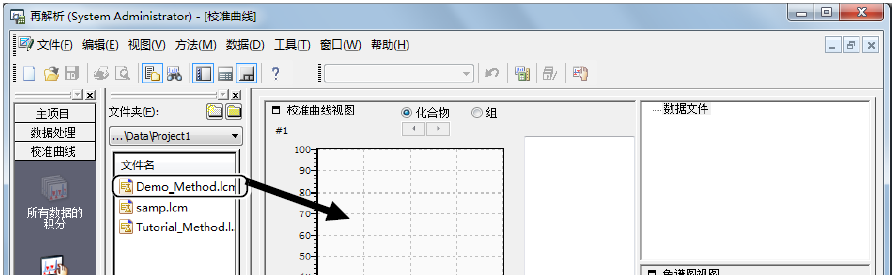 再解析 (System Administrator) - [校准曲线]
文件(F) 编辑(E) 视图(V) 方法(M) 数据(D) 工具(T) 窗口(W) 帮助(H)
主项目
数据处理
校准曲线
所有数据的
积分
文件夹(F):
...\Data\Project1
文件名
Demo_Method.lcm
samp.lcm
Tutorial_Method.l..
校准曲线视图
化合物 组
#1
100
90
80
70
60
50
数据文件
色谱图视图